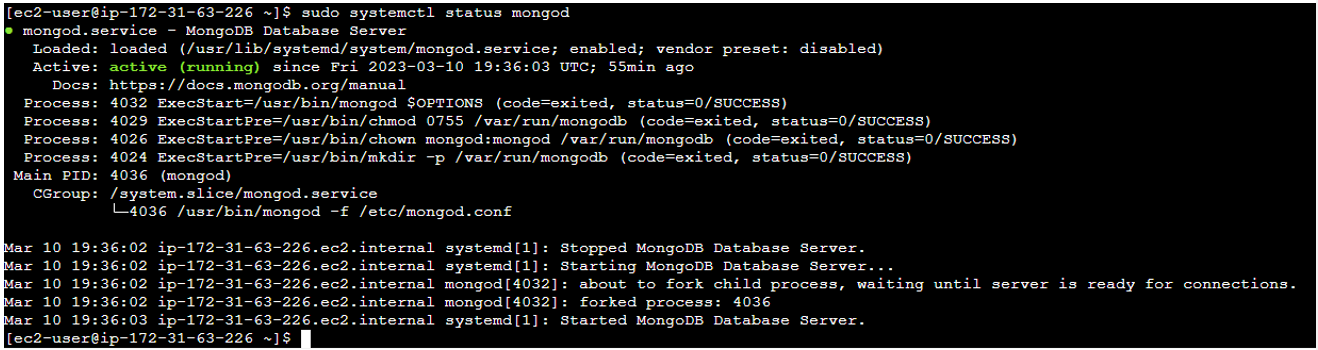 [ec2-user@ip-172-31-63-226 ~]$ sudo systemctl status mongod
● mongod.service - MongoDB Database Server
   Loaded: loaded (/usr/lib/systemd/system/mongod.service; enabled; vendor preset: disabled)
   Active: active (running) since Fri 2023-03-10 19:36:03 UTC; 55min ago
     Docs: https://docs.mongodb.org/manual
  Process: 4032 ExecStart=/usr/bin/mongod $OPTIONS (code=exited, status=0/SUCCESS)
  Process: 4029 ExecStartPre=/usr/bin/chmod 0755 /var/run/mongodb (code=exited, status=0/SUCCESS)
  Process: 4026 ExecStartPre=/usr/bin/chown mongod:mongod /var/run/mongodb (code=exited, status=0/SUCCESS)
  Process: 4024 ExecStartPre=/usr/bin/mkdir -p /var/run/mongodb (code=exited, status=0/SUCCESS)
 Main PID: 4036 (mongod)
   CGroup: /system.slice/mongod.service
           └─4036 /usr/bin/mongod -f /etc/mongod.conf

Mar 10 19:36:02 ip-172-31-63-226.ec2.internal systemd[1]: Stopped MongoDB Database Server.
Mar 10 19:36:02 ip-172-31-63-226.ec2.internal systemd[1]: Starting MongoDB Database Server...
Mar 10 19:36:02 ip-172-31-63-226.ec2.internal mongod[4032]: about to fork child process, waiting until server is ready for connections.
Mar 10 19:36:02 ip-172-31-63-226.ec2.internal mongod[4032]: forked process: 4036
Mar 10 19:36:03 ip-172-31-63-226.ec2.internal systemd[1]: Started MongoDB Database Server.
[ec2-user@ip-172-31-63-226 ~]$